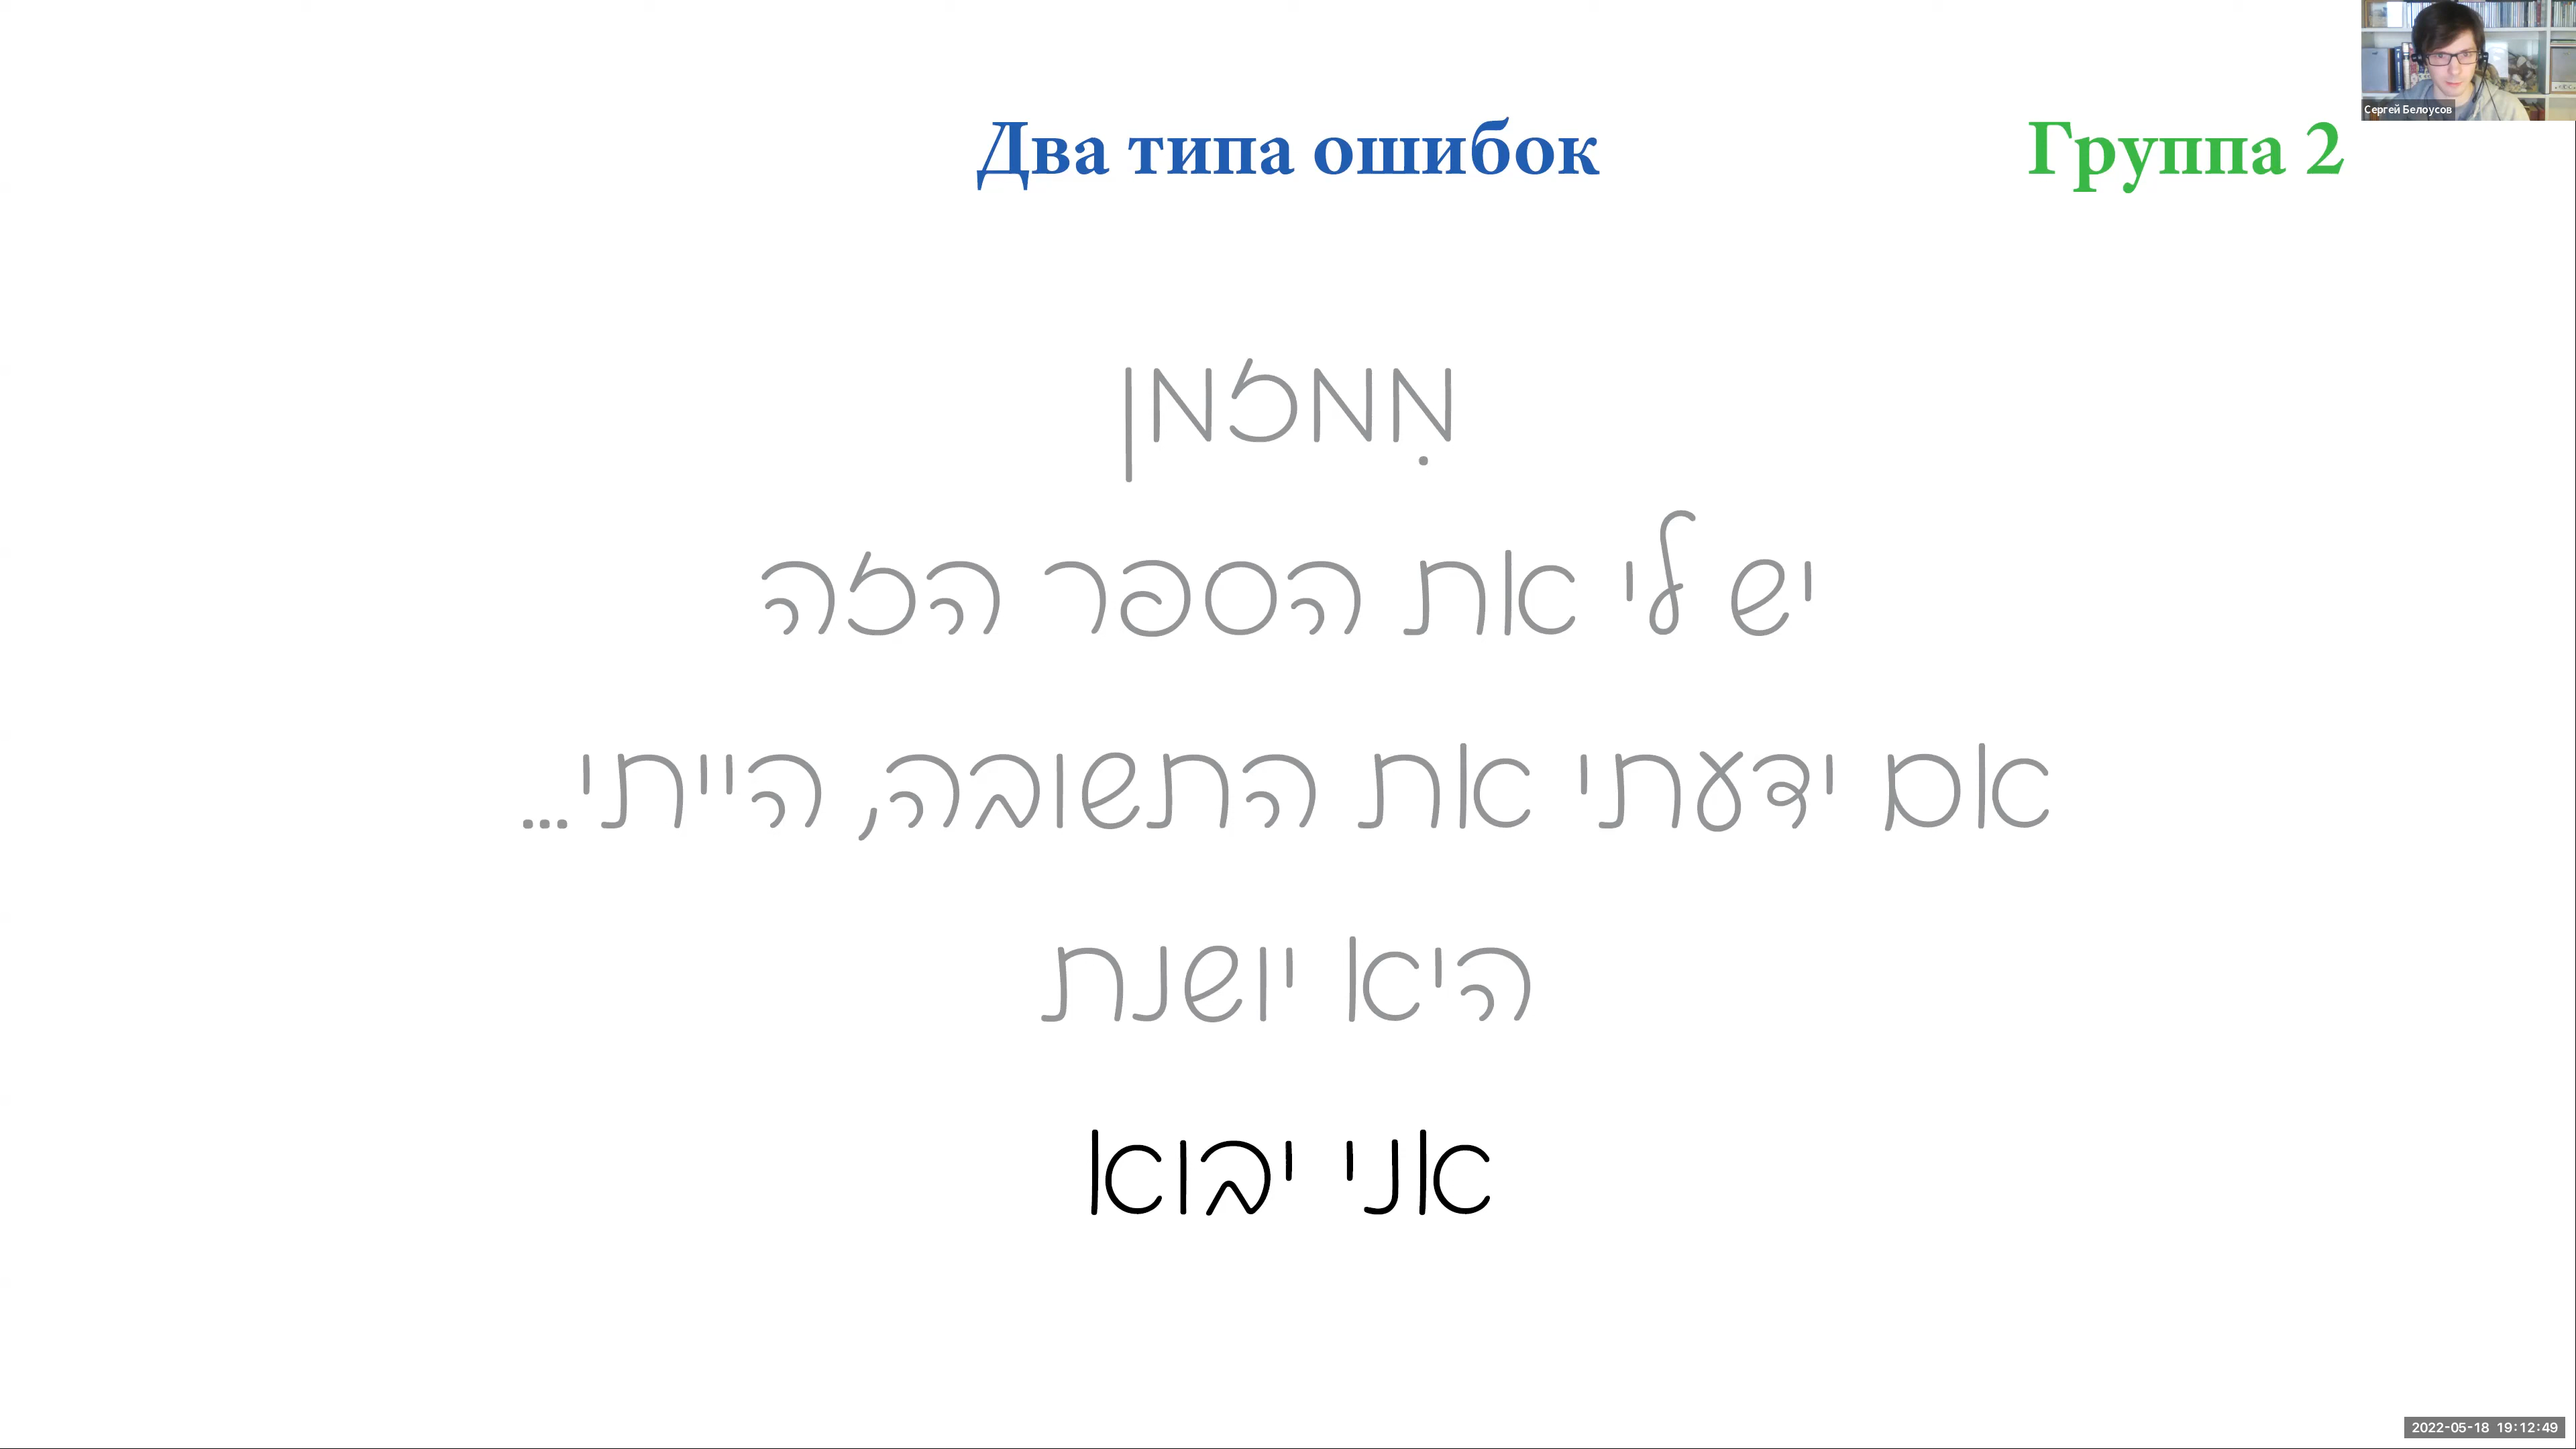 Сергей Белоусов
Два типа ошибок
Группа 2
מִמזמן
יש לי את הספר הזה
אם ידעתי את התשובה, הייתי...
היא יושנת
אני יבוא
2022-05-18 19:12:49